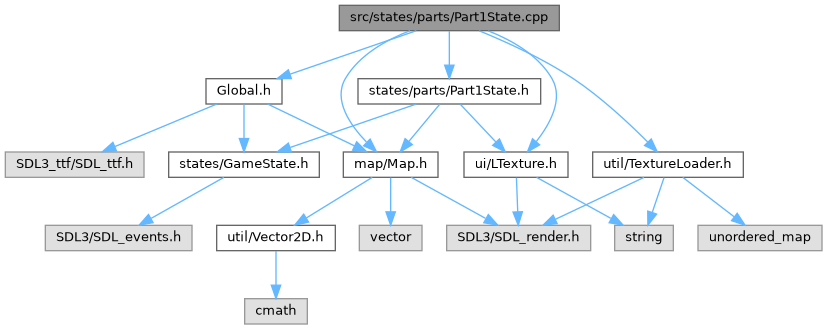 src/states/parts/Part1State.cpp
Global.h
states/parts/Part1State.h
SDL3_ttf/SDL_ttf.h
states/GameState.h
map/Map.h
ui/LTexture.h
util/TextureLoader.h
SDL3/SDL_events.h
util/Vector2D.h
vector
SDL3/SDL_render.h
string
unordered_map
cmath